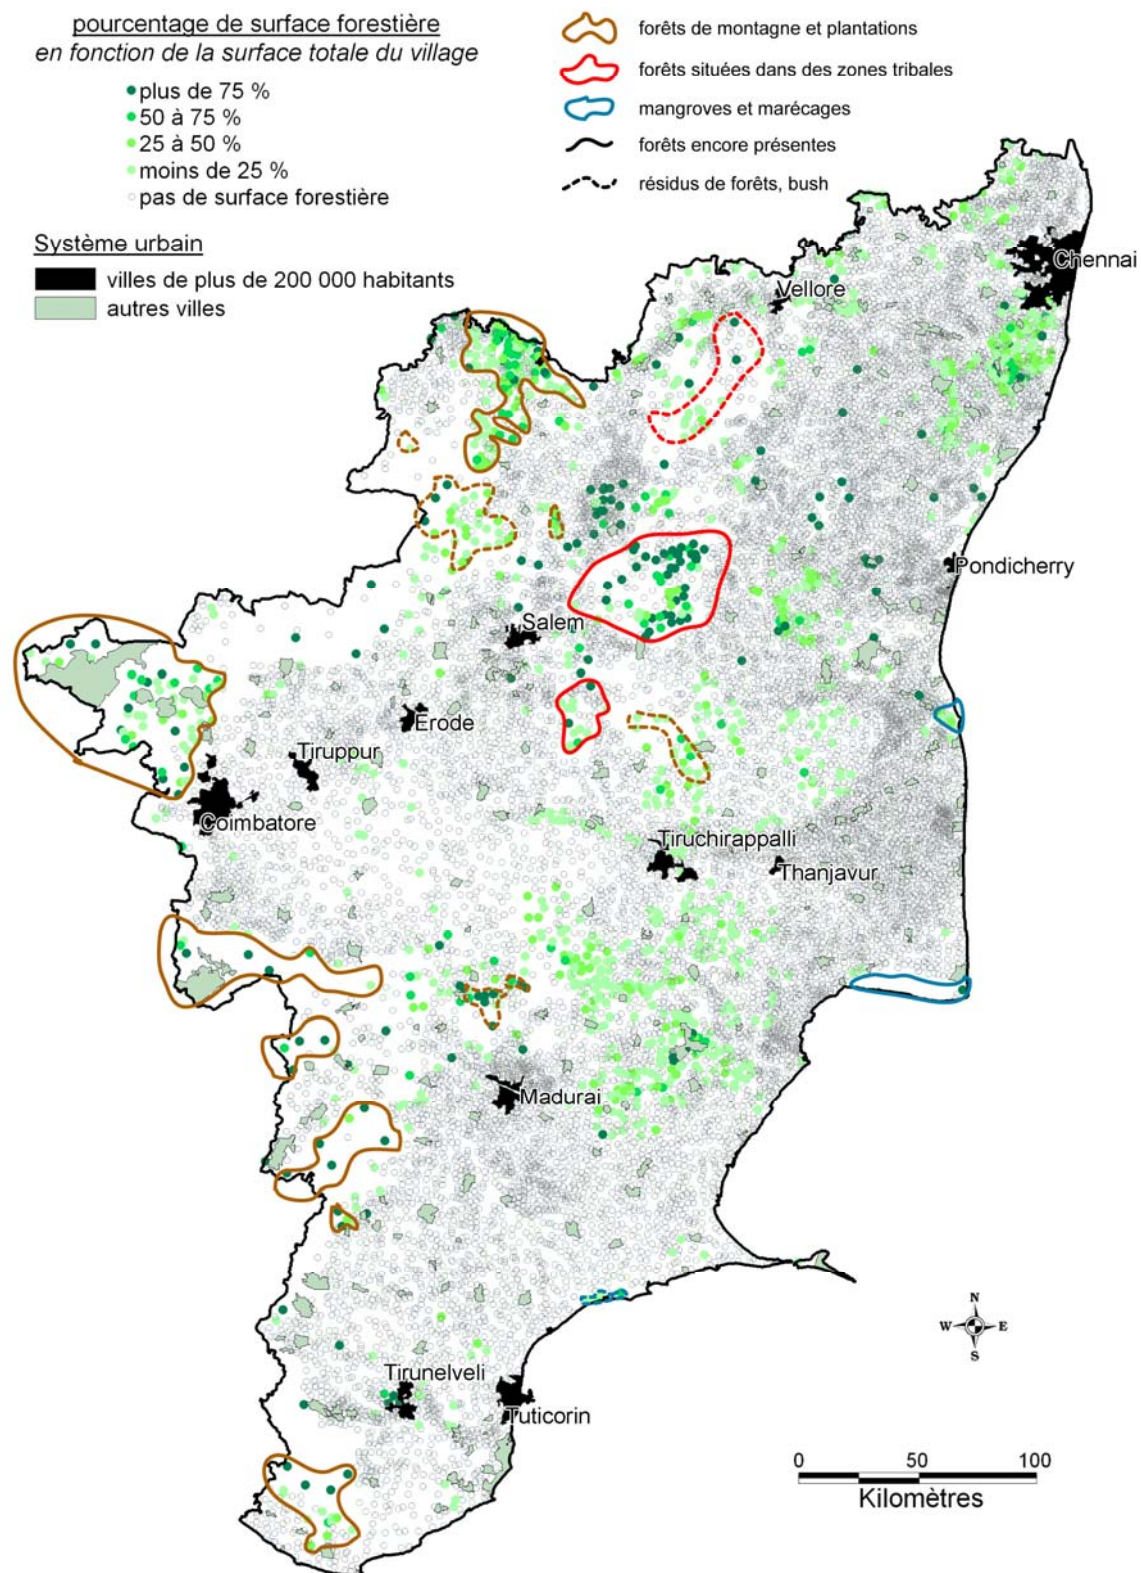 pourcentage de surface forestière
en fonction de la surface totale du village
plus de 75 %
50 à 75 %
25 à 50 %
moins de 25 %
pas de surface forestière
Système urbain
villes de plus de 200 000 habitants
autres villes
forêts de montagne et plantations
forêts situées dans des zones tribales
mangroves et marécages
forêts encore présentes
résidus de forêts, bush
Chennai
Vellore
Pondicherry
Salem
Erode
Tiruppur
Coimbatore
Tiruchirappalli
Thanjavur
Madurai
Tirunelveli
Tuticorin
N
W E
S
0 50 100
Kilomètres